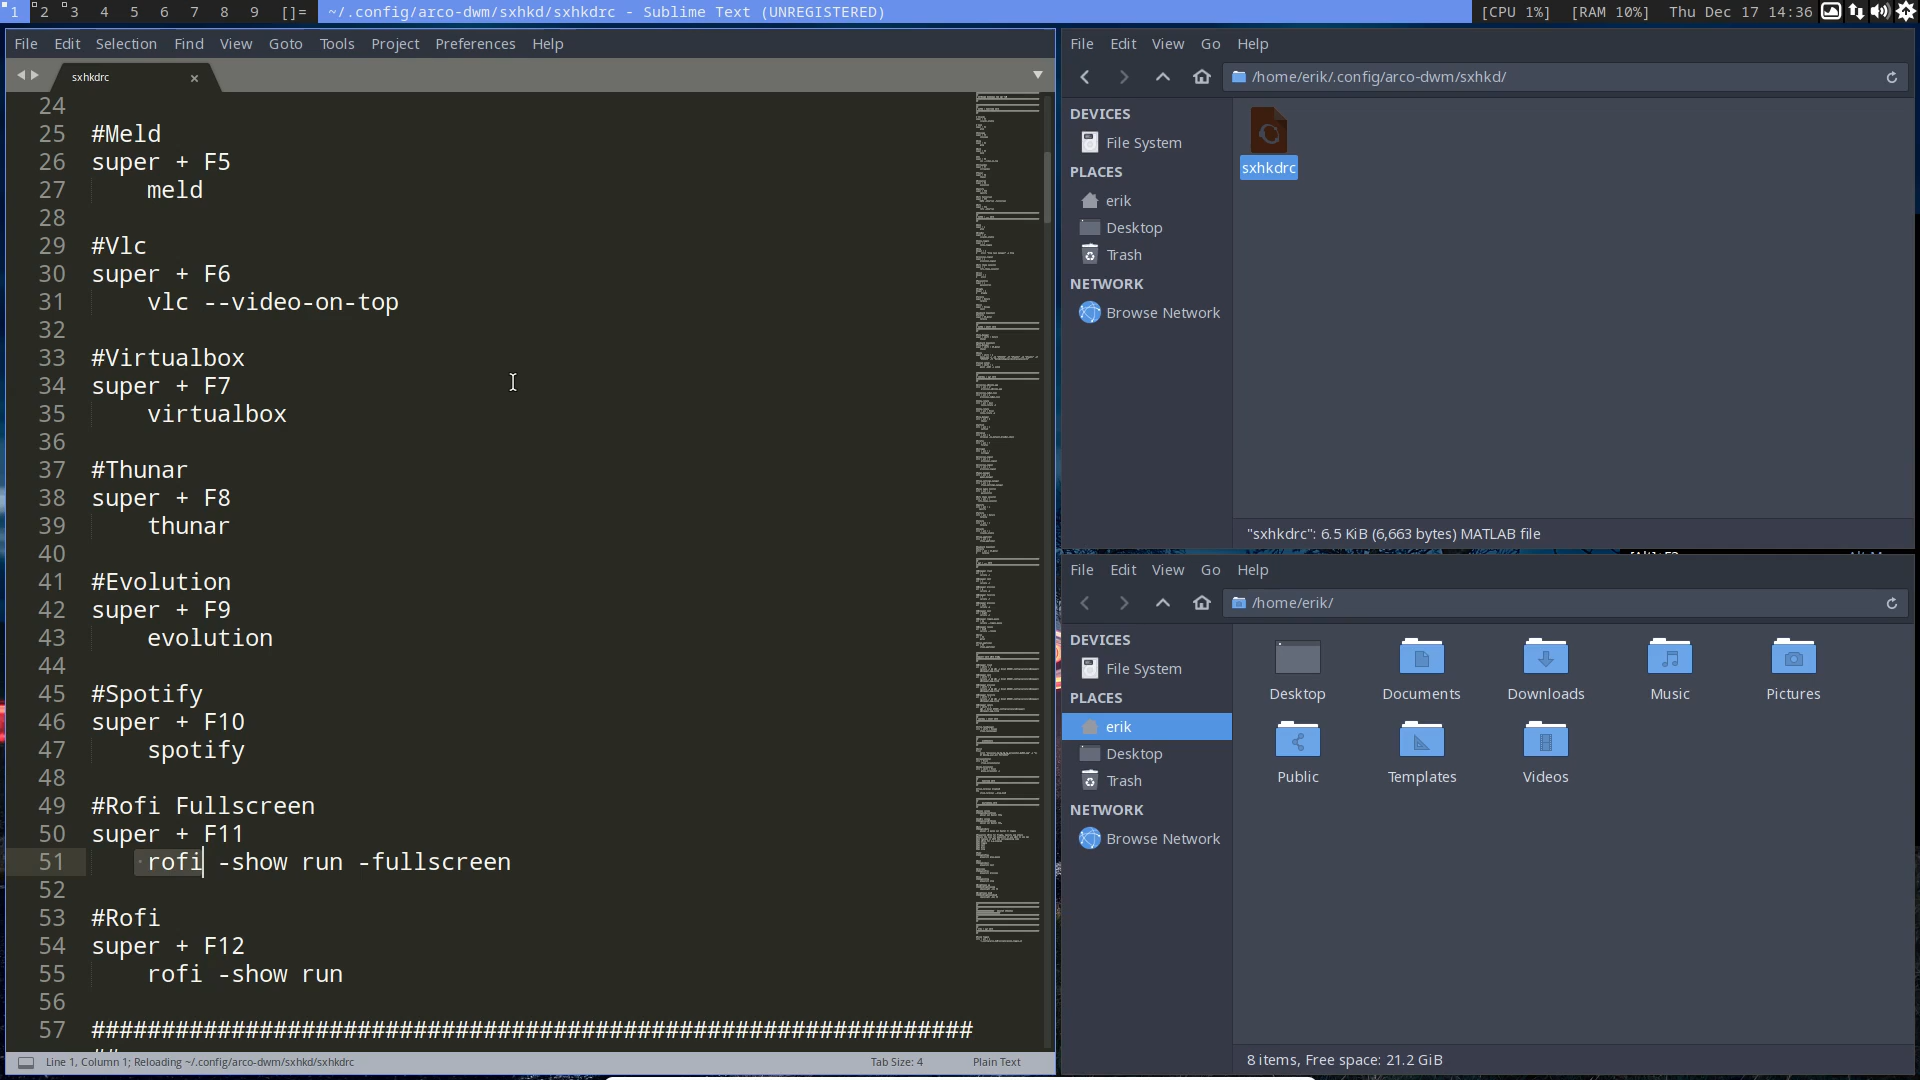 1 2 3 4 5 6 7 8 9 []= ~/.config/arco-dwm/sxhkd/sxhkdrc - Sublime Text (UNREGISTERED) [CPU 1%] [RAM 10%] Thu Dec 17 14:36
File Edit Selection Find View Goto Tools Project Preferences Help
sxhkdrc ×
24
25 #Meld
26 super + F5
27 meld
28
29 #Vlc
30 super + F6
31 vlc --video-on-top
32
33 #Virtualbox
34 super + F7
35 virtualbox
36
37 #Thunar
38 super + F8
39 thunar
40
41 #Evolution
42 super + F9
43 evolution
44
45 #Spotify
46 super + F10
47 spotify
48
49 #Rofi Fullscreen
50 super + F11
51 rofi -show run -fullscreen
52
53 #Rofi
54 super + F12
55 rofi -show run
56
57 ###############################################################
Line 1, Column 1; Reloading ~/.config/arco-dwm/sxhkd/sxhkdrc Tab Size: 4 Plain Text
File Edit View Go Help
/home/erik/.config/arco-dwm/sxhkd/
DEVICES
File System
PLACES
erik
Desktop
Trash
NETWORK
Browse Network
sxhkdrc
"sxhkdrc": 6.5 KiB (6,663 bytes) MATLAB file
File Edit View Go Help
/home/erik/
DEVICES
File System
PLACES
erik
Desktop
Trash
NETWORK
Browse Network
Desktop Documents Downloads Music Pictures
Public Templates Videos
8 items, Free space: 21.2 GiB